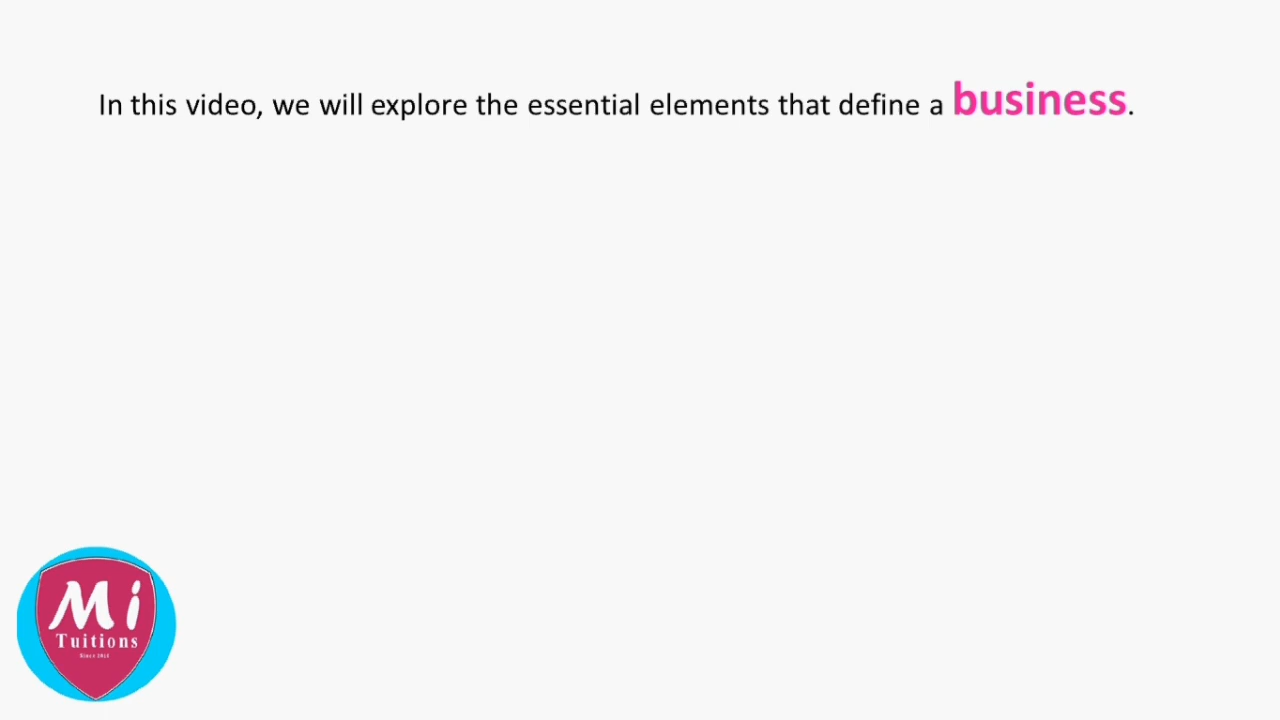 In this video, we will explore the essential elements that define a business.
Mi
Tuitions